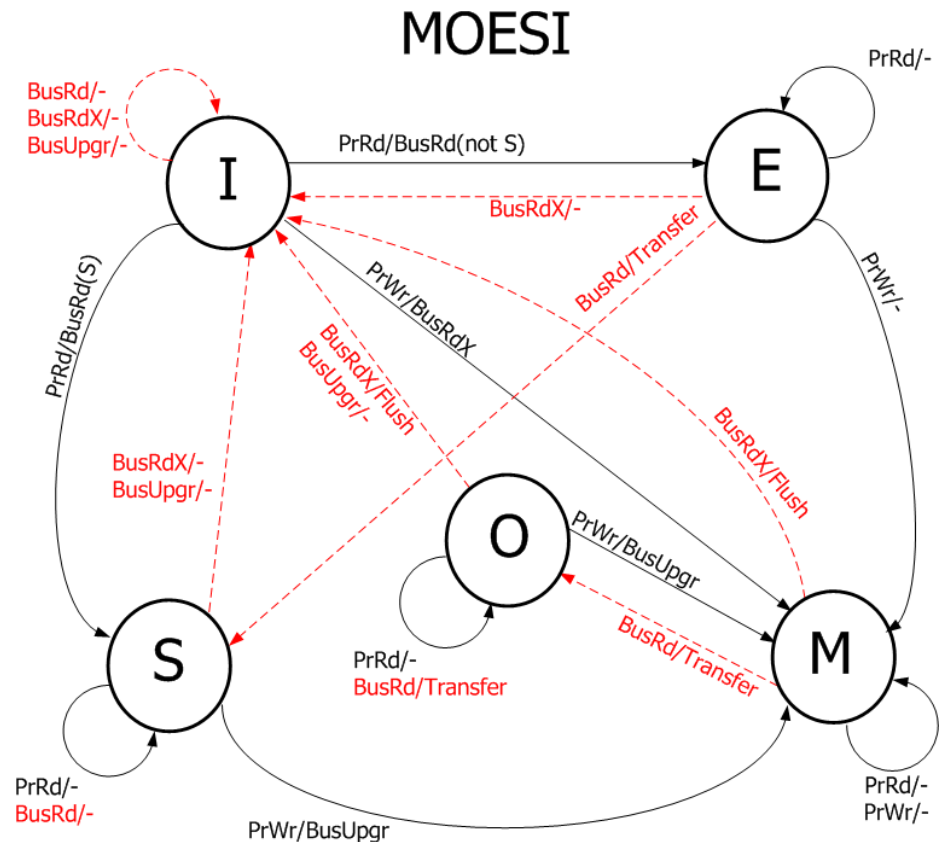 MOESI
BusRd/-
BusRdX/-
BusUpgr/-
PrRd/-
I
PrRd/BusRd(not S)
E
BusRdX/-
BusRd/Transfer
PrWr/-
PrRd/BusRd(S)
PrWr/BusRdX
BusRdX/Flush
BusUpgr/-
BusRdX/Flush
BusRdX/-
BusUpgr/-
O
PrWr/BusUpgr
BusRd/Transfer
PrRd/-
BusRd/Transfer
S
M
PrRd/-
BusRd/-
PrRd/-
PrWr/-
PrWr/BusUpgr